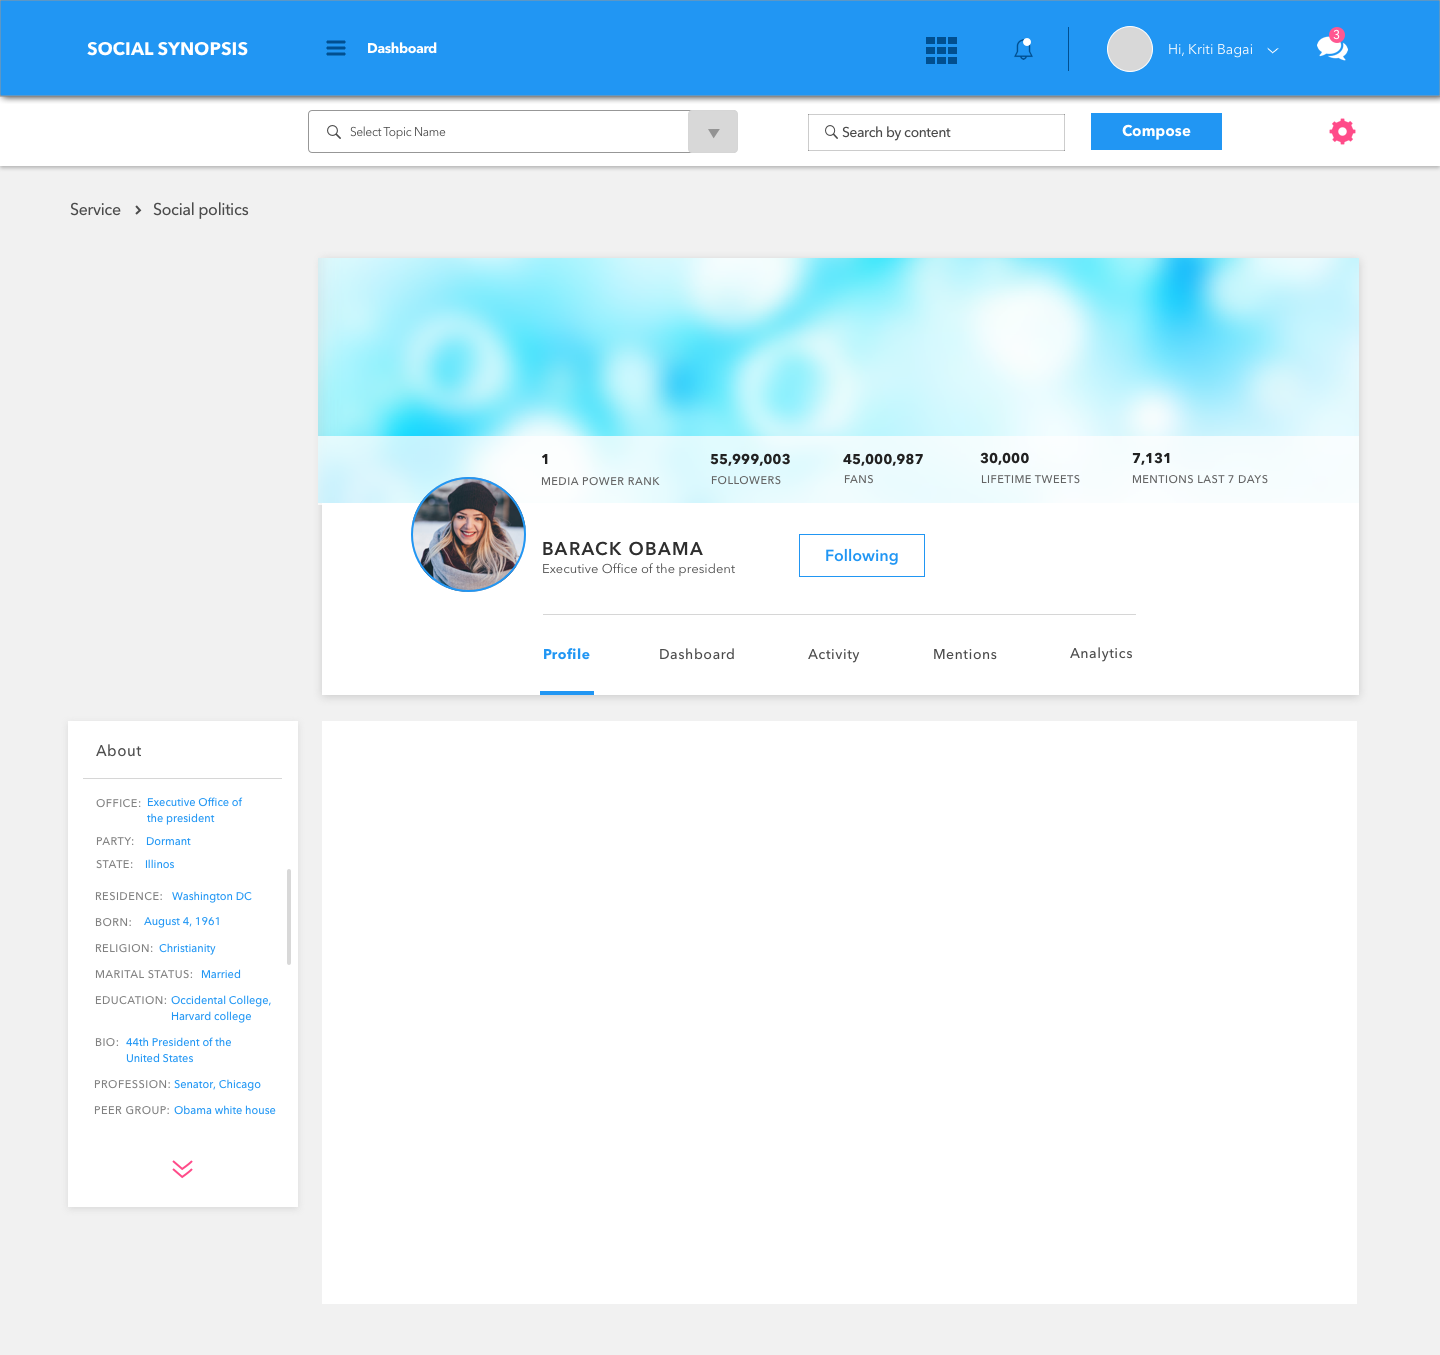 SOCIAL SYNOPSIS
Dashboard
Hi, Kriti Bagai
3
Select Topic Name
Search by content
Compose
Service
Social politics
1
MEDIA POWER RANK
55,999,003
FOLLOWERS
45,000,987
FANS
30,000
LIFETIME TWEETS
7,131
MENTIONS LAST 7 DAYS
BARACK OBAMA
Executive Office of the president
Following
Profile
Dashboard
Activity
Mentions
Analytics
About
OFFICE: Executive Office of
the president
PARTY: Dormant
STATE: Illinos
RESIDENCE: Washington DC
BORN: August 4, 1961
RELIGION: Christianity
MARITAL STATUS: Married
EDUCATION: Occidental College,
Harvard college
BIO: 44th President of the
United States
PROFESSION: Senator, Chicago
PEER GROUP: Obama white house